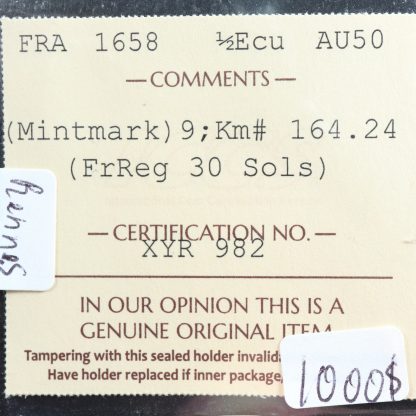 FRA 1658 ½Ecu AU50
— COMMENTS —
(Mintmark) 9;Km# 164.24
(FrReg 30 Sols)
Rennes
— CERTIFICATION NO. —
XYR 982
IN OUR OPINION THIS IS A
GENUINE ORIGINAL ITEM
Tampering with this sealed holder invalid
Have holder replaced if inner package,
1000$